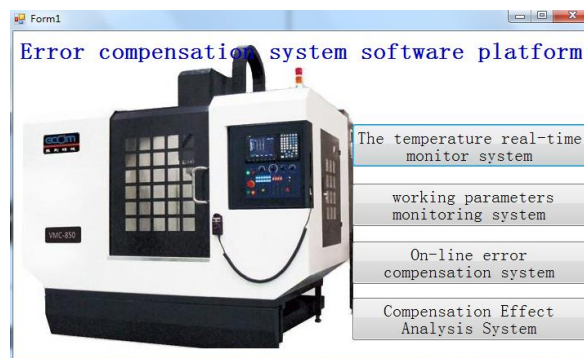 Form1
Error compensation system software platform
ecom
VMC-850
The temperature real-time
monitor system
working parameters
monitoring system
On-line error
compensation system
Compensation Effect
Analysis System